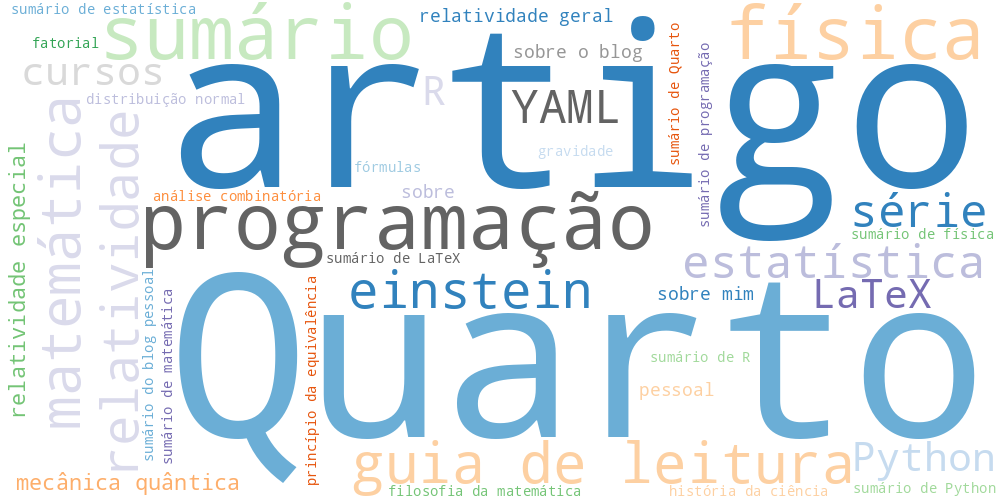 sumário de estatística
relatividade geral
sumário
artigo
física
fatorial
sobre o blog
cursos
distribuição normal
R
YAML
gravidade
fórmulas
sumário de Quarto
sumário de programação
matemática
relatividade
relatividade especial
análise combinatória
sobre
programação
série
sumário de física
sumário de LaTeX
estatística
einstein
sobre mim
LaTeX
Quarto
sumário do blog pessoal
sumário de matemática
princípio da equivalência
sumário de R
pessoal
guia de leitura
Python
mecânica quântica
filosofia da matemática
história da ciência
sumário de Python